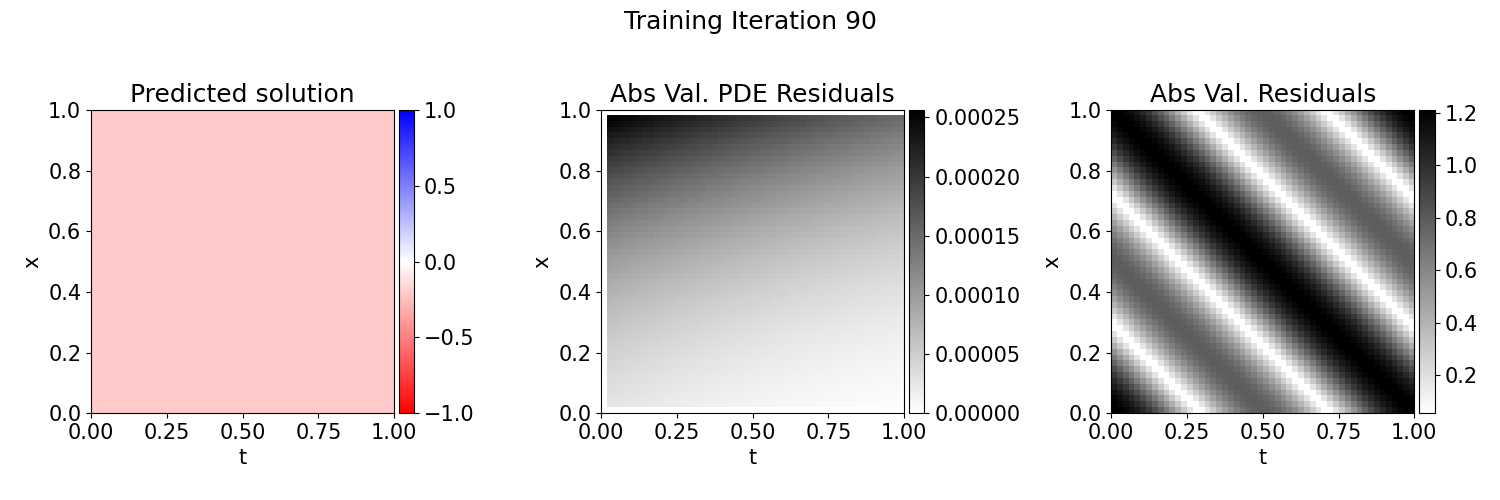 Training Iteration 90
Predicted solution
1.0
0.8
0.6
0.4
0.2
0.0
x
0.00 0.25 0.50 0.75 1.00
t
1.0
0.5
0.0
−0.5
−1.0
Abs Val. PDE Residuals
1.0
0.8
0.6
0.4
0.2
0.0
x
0.00 0.25 0.50 0.75 1.00
t
0.00025
0.00020
0.00015
0.00010
0.00005
0.00000
Abs Val. Residuals
1.0
0.8
0.6
0.4
0.2
0.0
x
0.00 0.25 0.50 0.75 1.00
t
1.2
1.0
0.8
0.6
0.4
0.2